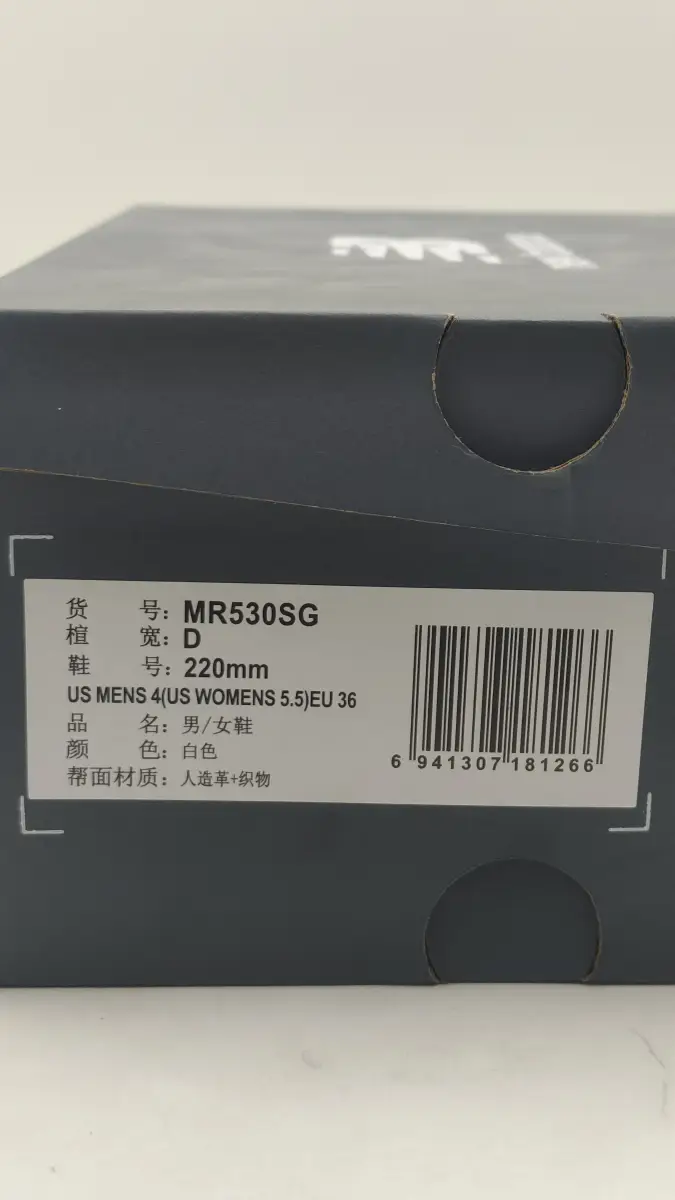 货 号: MR530SG
楦 宽: D
鞋 号: 220mm
US MENS 4(US WOMENS 5.5)EU 36
品 名: 男/女鞋
颜 色: 白色
帮面材质: 人造革+织物
6 941307 181266